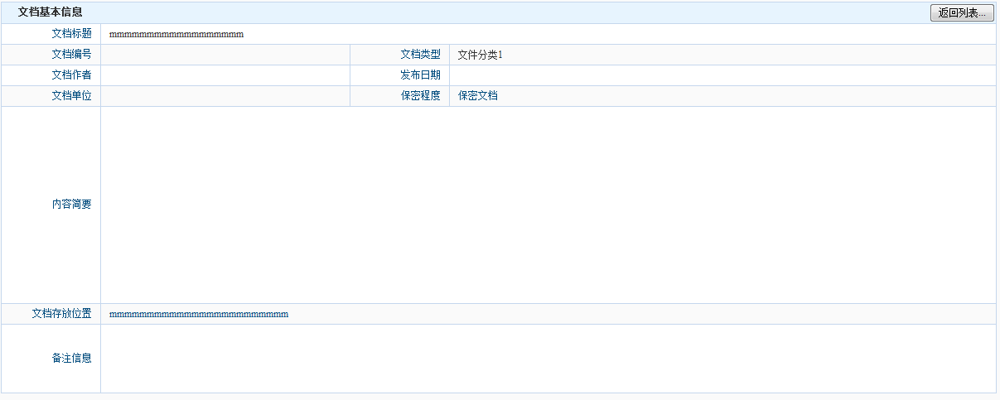 文档基本信息 返回列表...
文档标题 mmmmmmmmmmmmmmmmmm
文档编号 文档类型 文件分类1
文档作者 发布日期
文档单位 保密程度 保密文档
内容简要
文档存放位置 mmmmmmmmmmmmmmmmmmmmmmmm
备注信息